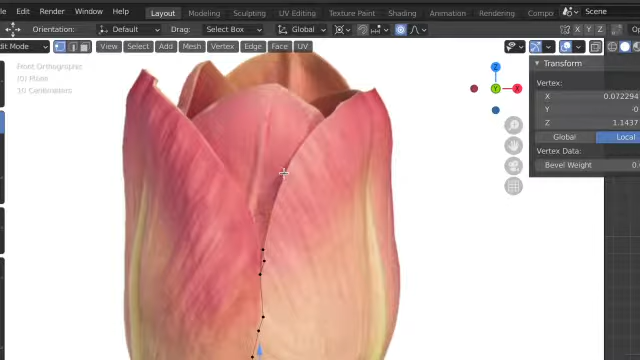 Edit Render Window Help Layout Modeling Sculpting UV Editing Texture Paint Shading Animation Rendering Compo Scene
Orientation: Default Drag: Select Box Global X Y Z
dit Mode View Select Add Mesh Vertex Edge Face UV
Front Orthographic
(0) Plane
10 Centimeters
Z
Y
X
Transform
Vertex:
X 0.072294
Y -0
Z 1.1437
Global Local
Vertex Data:
Bevel Weight 0.